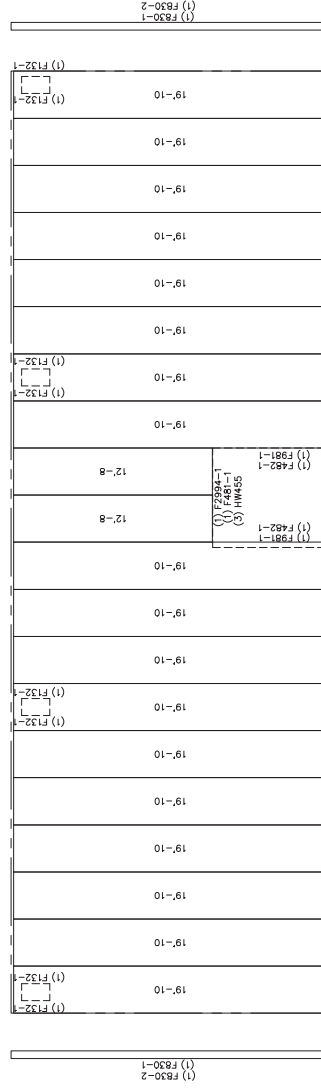 (1) F830-2
(1) F830-1
(1) F132-1
19'-10
(1) F132-1
19'-10
19'-10
19'-10
19'-10
19'-10
(1) F132-1
19'-10
(1) F132-1
19'-10
(1) F981-1
(1) F482-1
12'-8
(1) F2994-1
(1) F481-1
(3) HW455
12'-8
(1) F482-1
(1) F981-1
19'-10
19'-10
19'-10
(1) F132-1
19'-10
(1) F132-1
19'-10
19'-10
19'-10
19'-10
19'-10
(1) F132-1
19'-10
(1) F132-1
(1) F830-1
(1) F830-2